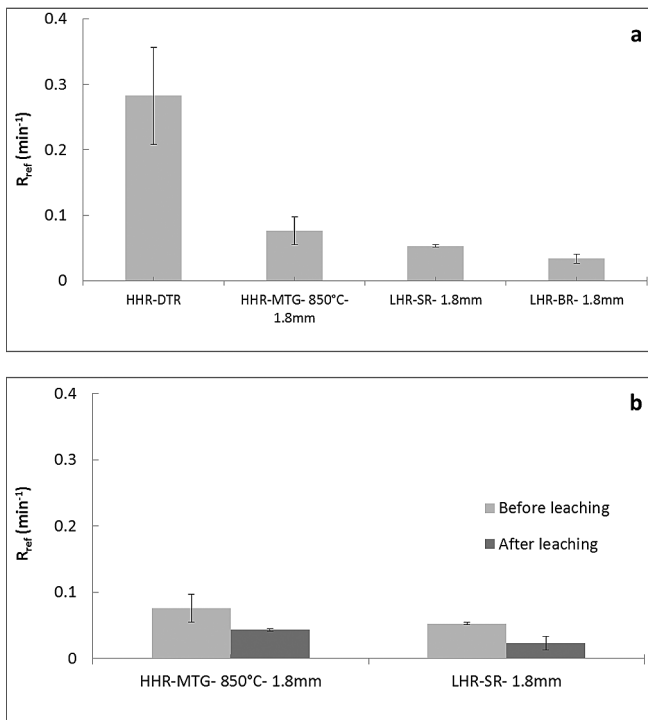 a
0.4
0.3
0.2
0.1
0
R_ref (min⁻¹)
HHR-DTR
HHR-MTG- 850°C-
1.8mm
LHR-SR- 1.8mm
LHR-BR- 1.8mm
b
0.4
0.3
0.2
0.1
0
R_ref (min⁻¹)
Before leaching
After leaching
HHR-MTG- 850°C- 1.8mm
LHR-SR- 1.8mm